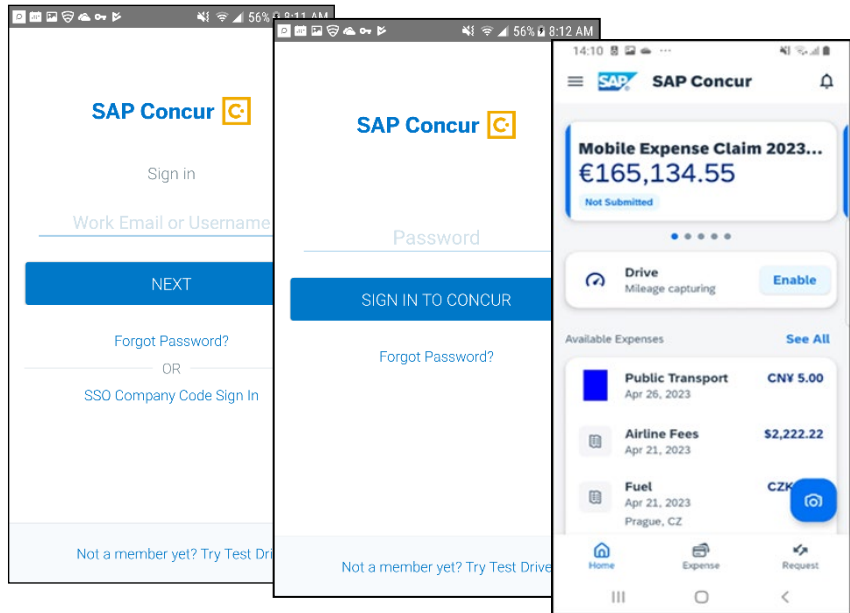 56% 8:11 AM
SAP Concur
Sign in
Work Email or Username
NEXT
Forgot Password?
OR
SSO Company Code Sign In
Not a member yet? Try Test Dri
56% 8:12 AM
SAP Concur
Password
SIGN IN TO CONCUR
Forgot Password?
Not a member yet? Try Test Drive
14:10
SAP SAP Concur
Mobile Expense Claim 2023...
€165,134.55
Not Submitted
Drive
Mileage capturing
Enable
Available Expenses
See All
Public Transport
CN¥ 5.00
Apr 26, 2023
Airline Fees
$2,222.22
Apr 21, 2023
Fuel
CZK
Apr 21, 2023
Prague, CZ
Home
Expense
Request